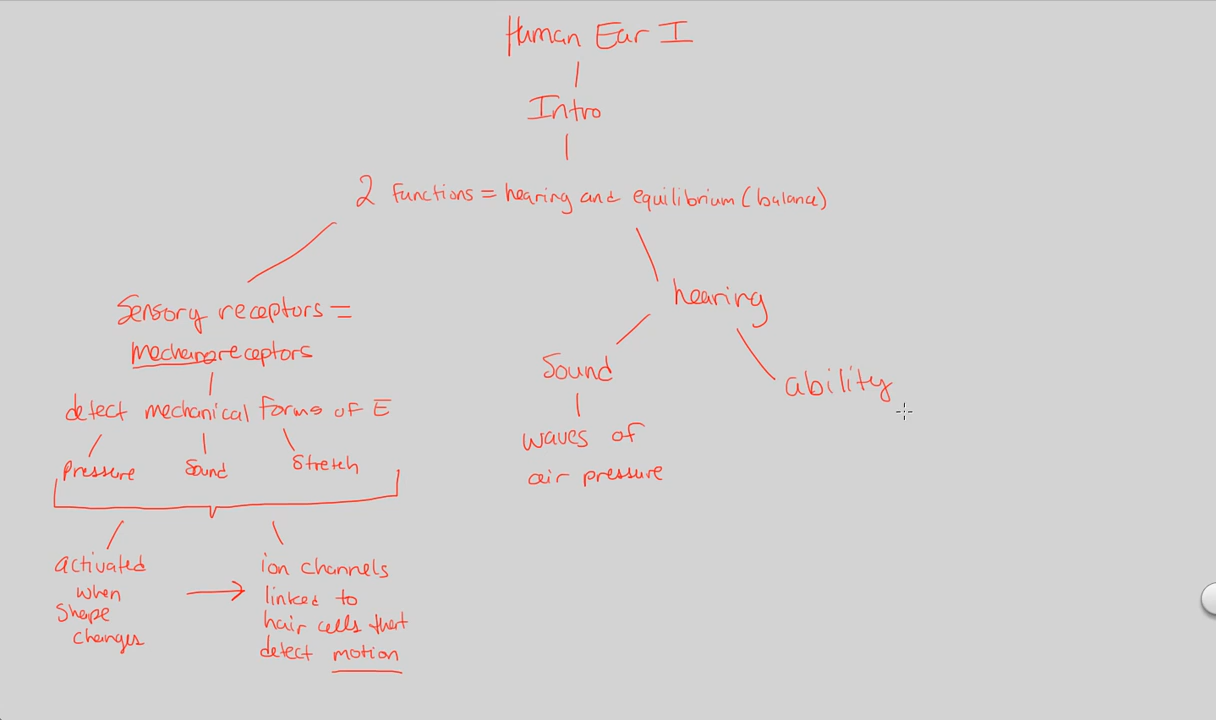 Human Ear I
Intro
2 Functions = hearing and equilibrium (balance)
Sensory receptors =
mechanoreceptors
detect mechanical forms of E
Pressure
Sound
Stretch
activated
when
shape
changes
ion channels
linked to
hair cells that
detect motion
hearing
Sound
waves of
air pressure
ability